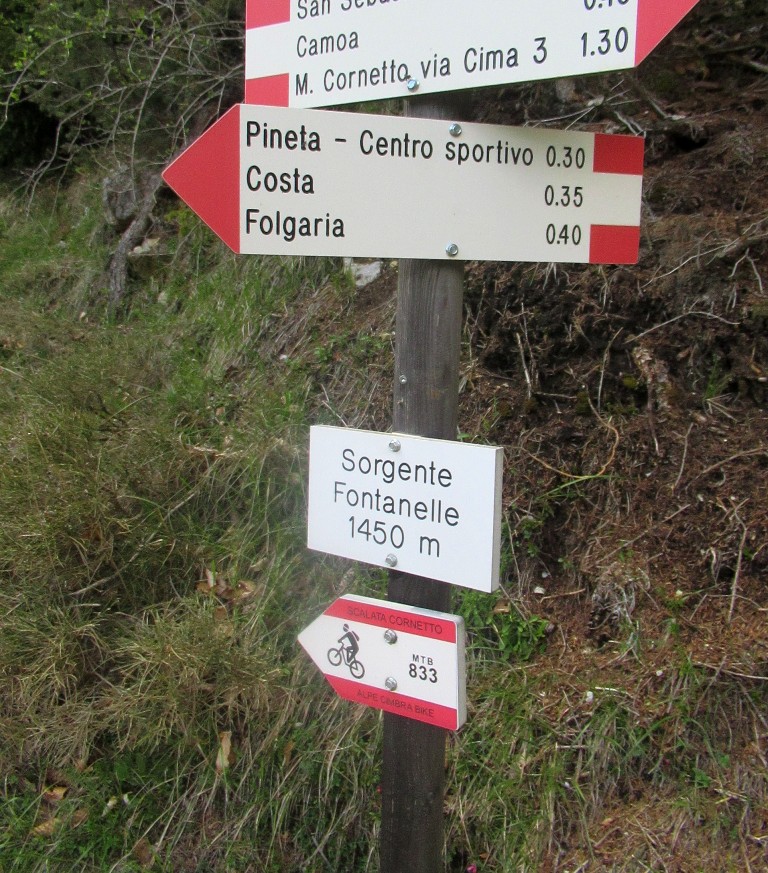 San
Camoa
M. Cornetto via Cima 3 1.30
Pineta - Centro sportivo 0.30
Costa 0.35
Folgaria 0.40
Sorgente
Fontanelle
1450 m
SCALATA CORNETTO
MTB
833
ALPE CIMBRA BIKE